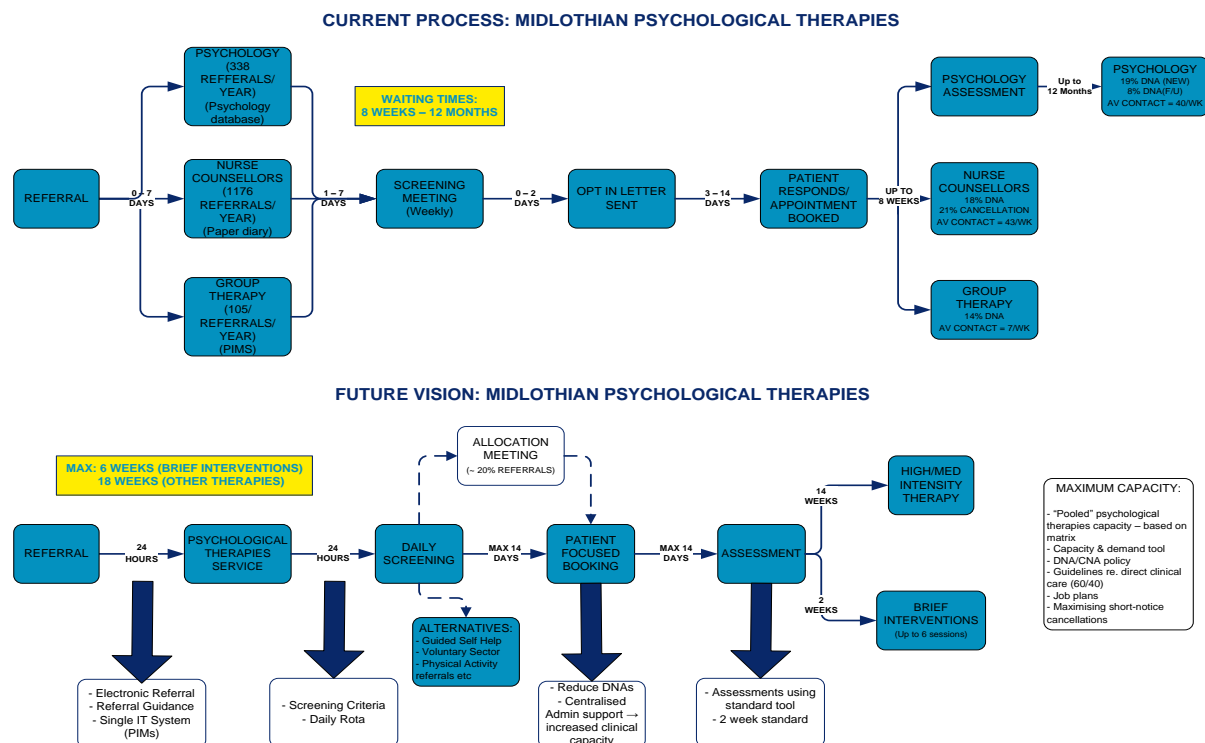 CURRENT PROCESS: MIDLOTHIAN PSYCHOLOGICAL THERAPIES
REFERRAL
0 – 7
DAYS
PSYCHOLOGY
(338
REFFERALS/
YEAR)
(Psychology
database)
NURSE
COUNSELLORS
(1176
REFERRALS/
YEAR)
(Paper diary)
GROUP
THERAPY
(105/
REFERRALS/
YEAR)
(PIMS)
1 – 7
DAYS
WAITING TIMES:
8 WEEKS – 12 MONTHS
SCREENING
MEETING
(Weekly)
0 – 2
DAYS
OPT IN LETTER
SENT
3 – 14
DAYS
PATIENT
RESPONDS/
APPOINTMENT
BOOKED
UP TO
8 WEEKS
PSYCHOLOGY
ASSESSMENT
Up to
12 Months
PSYCHOLOGY
19% DNA (NEW)
8% DNA(F/U)
AV CONTACT = 40/WK
NURSE
COUNSELLORS
18% DNA
21% CANCELLATION
AV CONTACT = 43/WK
GROUP
THERAPY
14% DNA
AV CONTACT = 7/WK
FUTURE VISION: MIDLOTHIAN PSYCHOLOGICAL THERAPIES
MAX: 6 WEEKS (BRIEF INTERVENTIONS)
18 WEEKS (OTHER THERAPIES)
REFERRAL
24
HOURS
PSYCHOLOGICAL
THERAPIES
SERVICE
24
HOURS
DAILY
SCREENING
ALLOCATION
MEETING
(~ 20% REFERRALS)
MAX 14
DAYS
PATIENT
FOCUSED
BOOKING
MAX 14
DAYS
ASSESSMENT
14
WEEKS
HIGH/MED
INTENSITY
THERAPY
2
WEEKS
BRIEF
INTERVENTIONS
(Up to 6 sessions)
ALTERNATIVES:
- Guided Self Help
- Voluntary Sector
- Physical Activity
referrals etc
- Electronic Referral
- Referral Guidance
- Single IT System
(PIMs)
- Screening Criteria
- Daily Rota
- Reduce DNAs
- Centralised
Admin support →
increased clinical
capacity
- Assessments using
standard tool
- 2 week standard
MAXIMUM CAPACITY:
- “Pooled” psychological
therapies capacity – based on
matrix
- Capacity & demand tool
- DNA/CNA policy
- Guidelines re. direct clinical
care (60/40)
- Job plans
- Maximising short-notice
cancellations